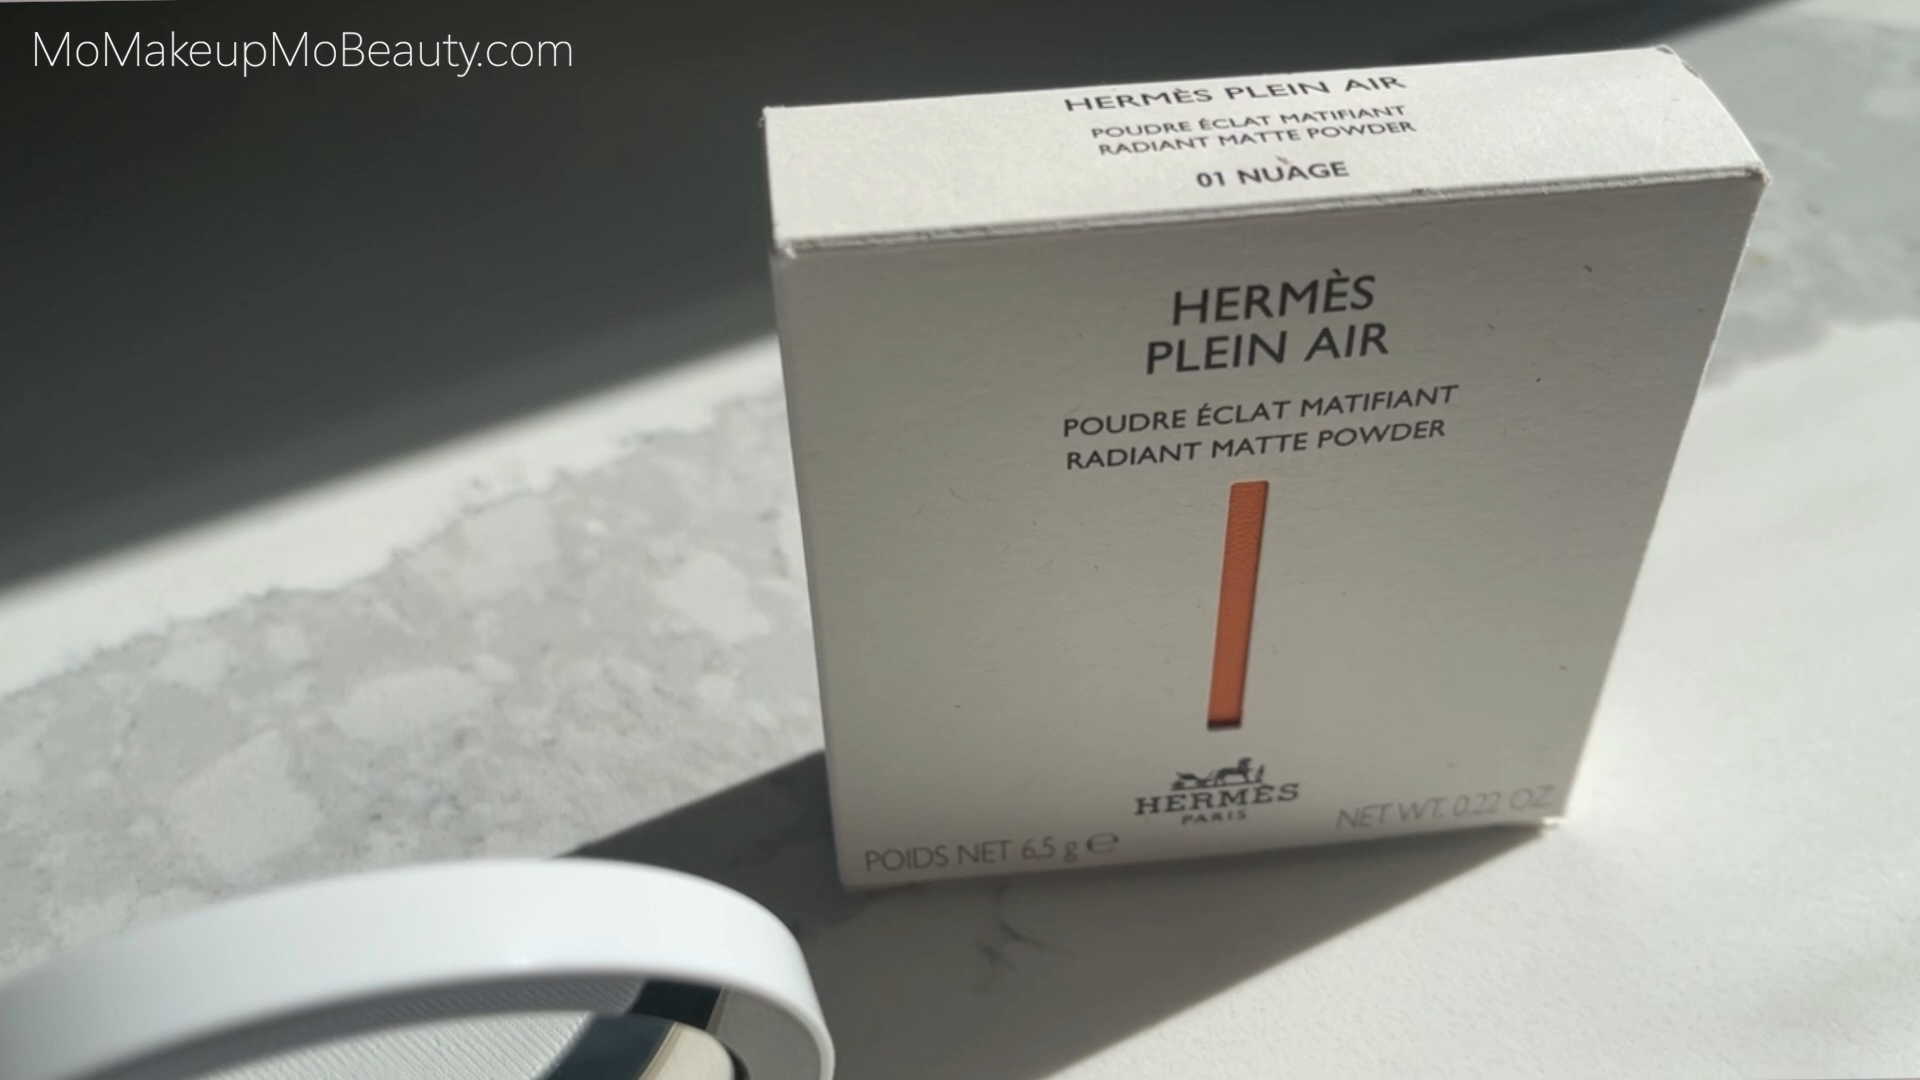 MoMakeupMoBeauty.com
HERMÈS PLEIN AIR
POUDRE ÉCLAT MATIFIANT
RADIANT MATTE POWDER
01 NUAGE
HERMÈS
PLEIN AIR
POUDRE ÉCLAT MATIFIANT
RADIANT MATTE POWDER
HERMÈS
PARIS
POIDS NET 6,5 g ℮
NET WT. 0.22 OZ